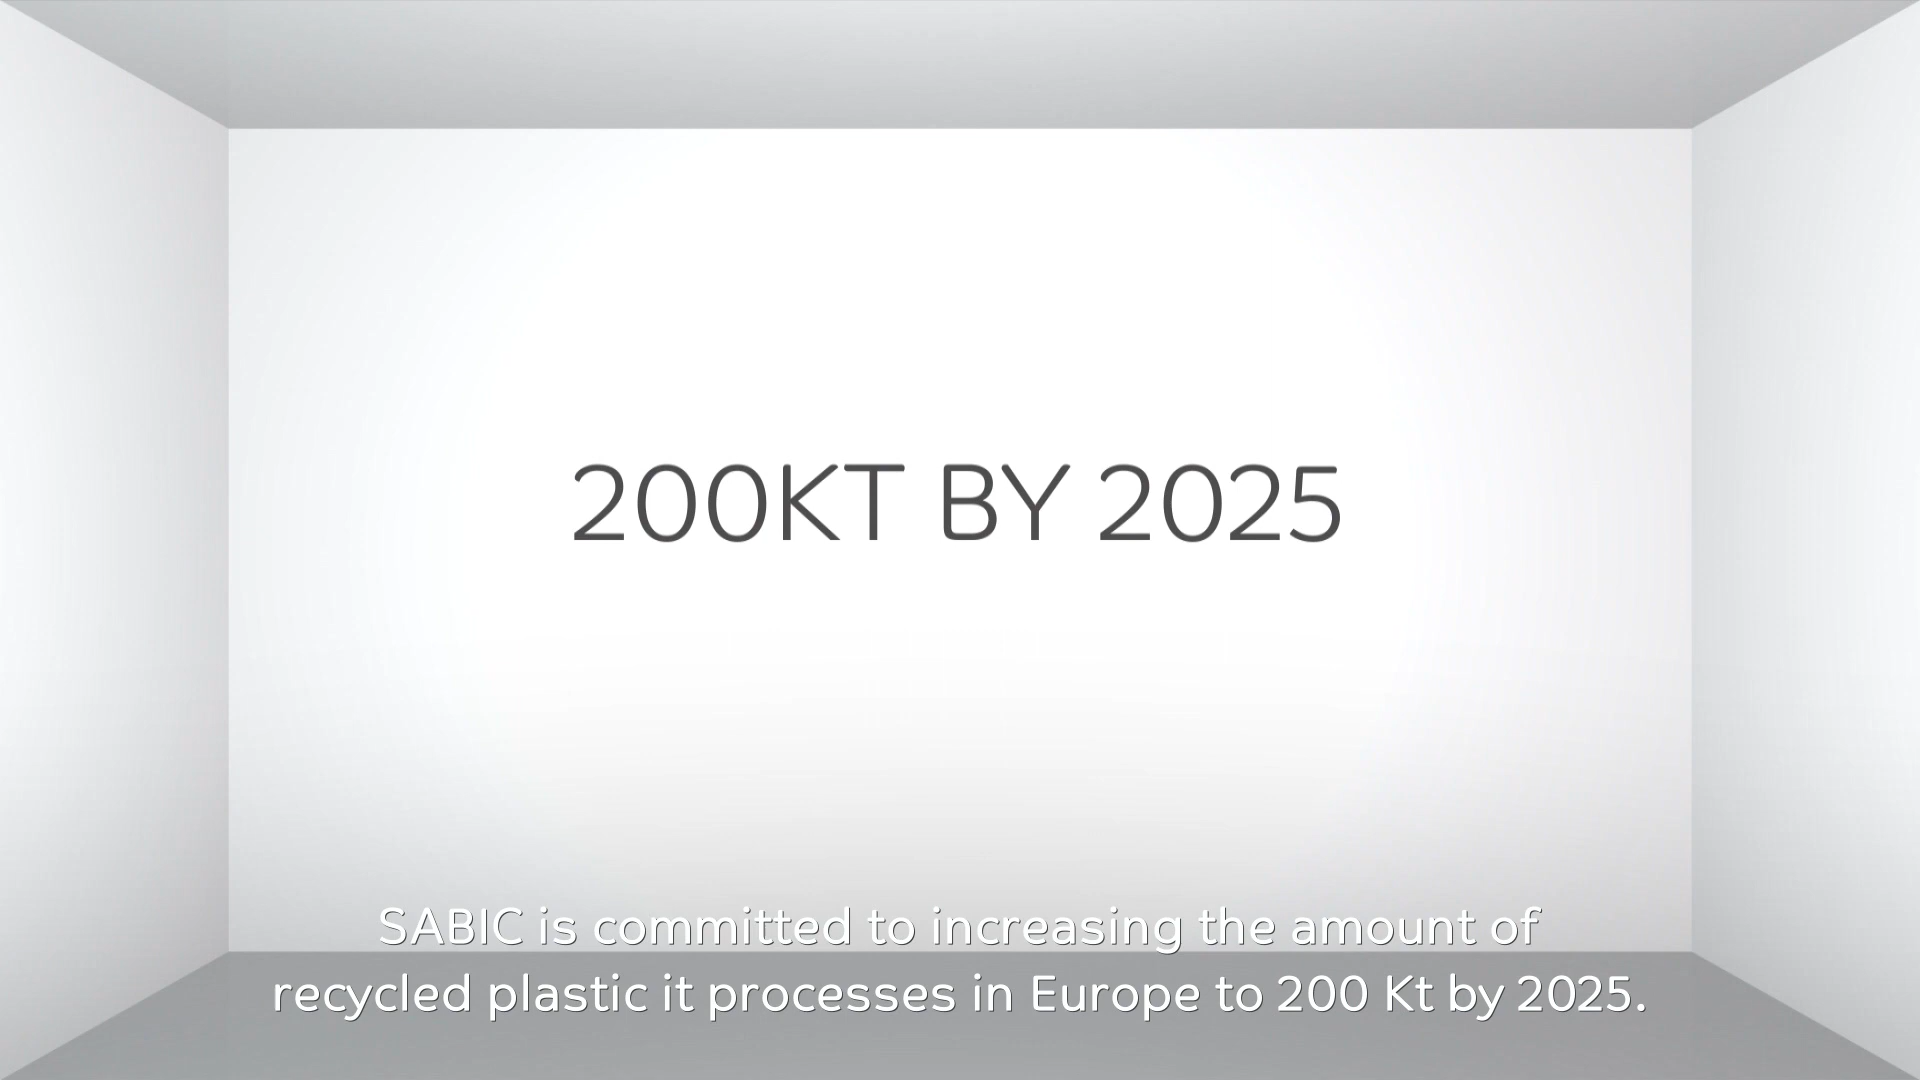 200KT BY 2025
SABIC is committed to increasing the amount of
recycled plastic it processes in Europe to 200 Kt by 2025.